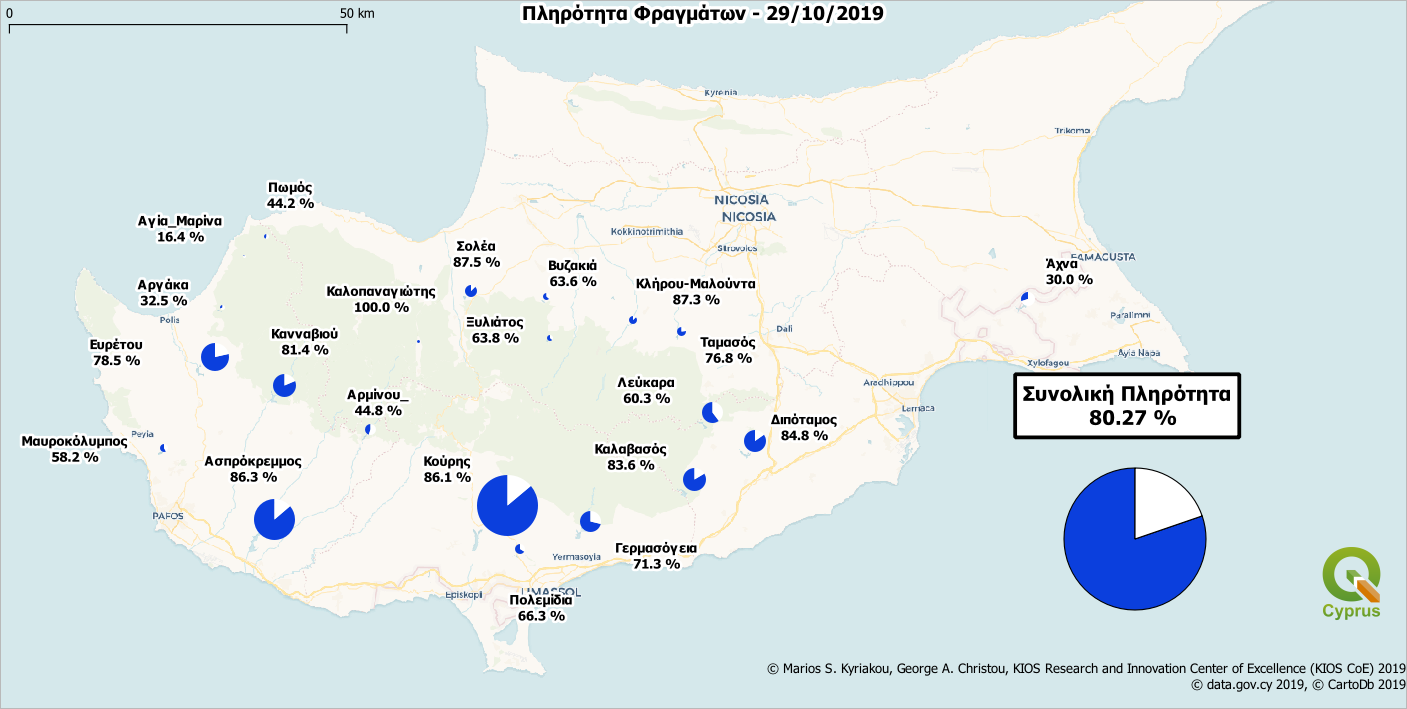 0 50 km
Πληρότητα Φραγμάτων - 29/10/2019
Kyrenia
Trikomo
Πωμός
44.2 %
NICOSIA
NICOSIA
Αγία_Μαρίνα
16.4 %
Kokkinotrimithia
Strovolos
Σολέα
87.5 %
Βυζακιά
63.6 %
FAMAGUSTA
Άχνα
30.0 %
Αργάκα
32.5 %
Καλοπαναγιώτης
100.0 %
Κλήρου-Μαλούντα
87.3 %
Polis
Ξυλιάτος
63.8 %
Paralimni
Dali
Κανναβιού
81.4 %
Ευρέτου
78.5 %
Ταμασός
76.8 %
Ayia Napa
Xylofagou
Λεύκαρα
60.3 %
Aradhippou
Συνολική Πληρότητα
80.27 %
Αρμίνου_
44.8 %
Larnaca
Διπόταμος
84.8 %
Peyia
Μαυροκόλυμπος
58.2 %
Καλαβασός
83.6 %
Ασπρόκρεμμος
86.3 %
Κούρης
86.1 %
PAFOS
Yermasoyia
Γερμασόγεια
71.3 %
Episkopi
LIMASSOL
Πολεμίδια
66.3 %
Cyprus
© Marios S. Kyriakou, George A. Christou, KIOS Research and Innovation Center of Excellence (KIOS CoE) 2019
© data.gov.cy 2019, © CartoDb 2019